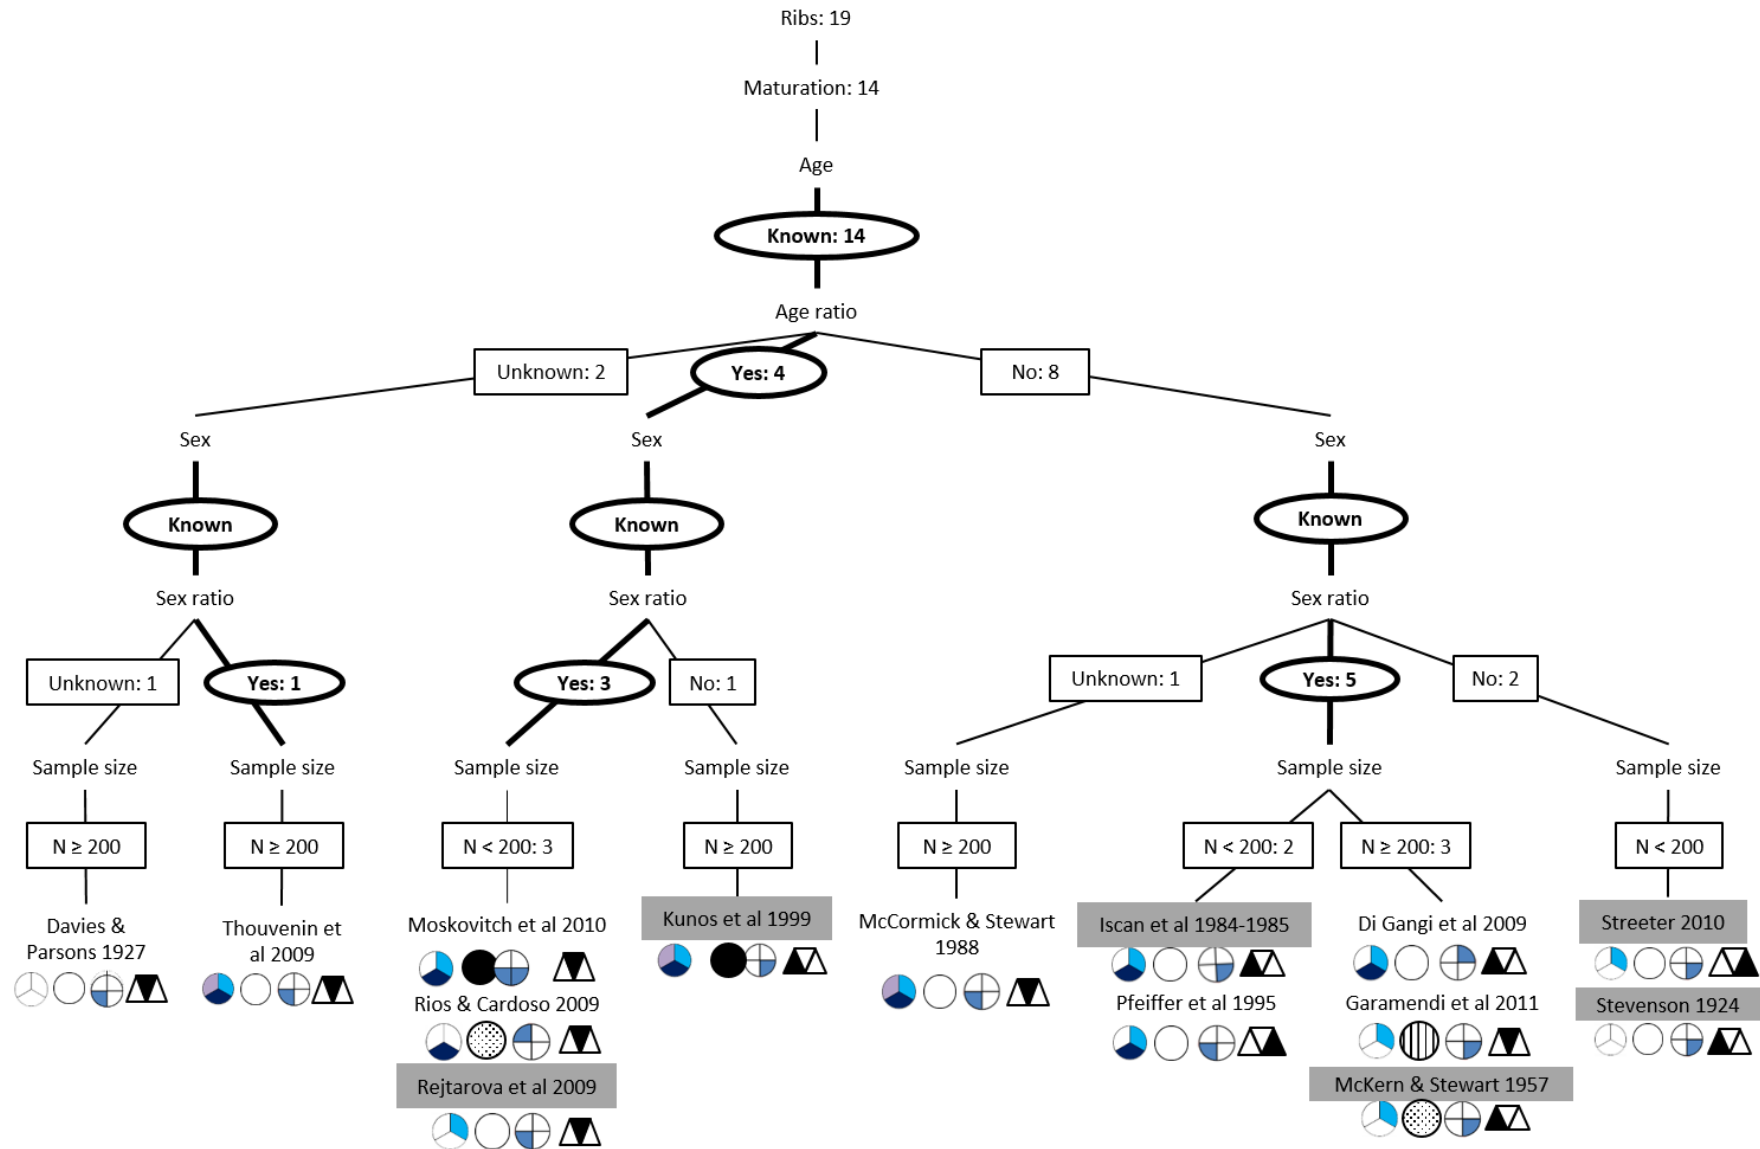 Ribs: 19
Maturation: 14
Age
Known: 14
Age ratio
Unknown: 2
Yes: 4
No: 8
Sex
Sex
Sex
Known
Known
Known
Sex ratio
Sex ratio
Sex ratio
Unknown: 1
Yes: 1
Yes: 3
No: 1
Unknown: 1
Yes: 5
No: 2
Sample size
Sample size
Sample size
Sample size
Sample size
Sample size
Sample size
N ≥ 200
N ≥ 200
N < 200: 3
N ≥ 200
N ≥ 200
N < 200: 2
N ≥ 200: 3
N < 200
Davies &
Parsons 1927
Thouvenin et
al 2009
Moskovitch et al 2010
Rios & Cardoso 2009
Rejtarova et al 2009
Kunos et al 1999
McCormick & Stewart
1988
Iscan et al 1984-1985
Pfeiffer et al 1995
Di Gangi et al 2009
Garamendi et al 2011
McKern & Stewart 1957
Streeter 2010
Stevenson 1924